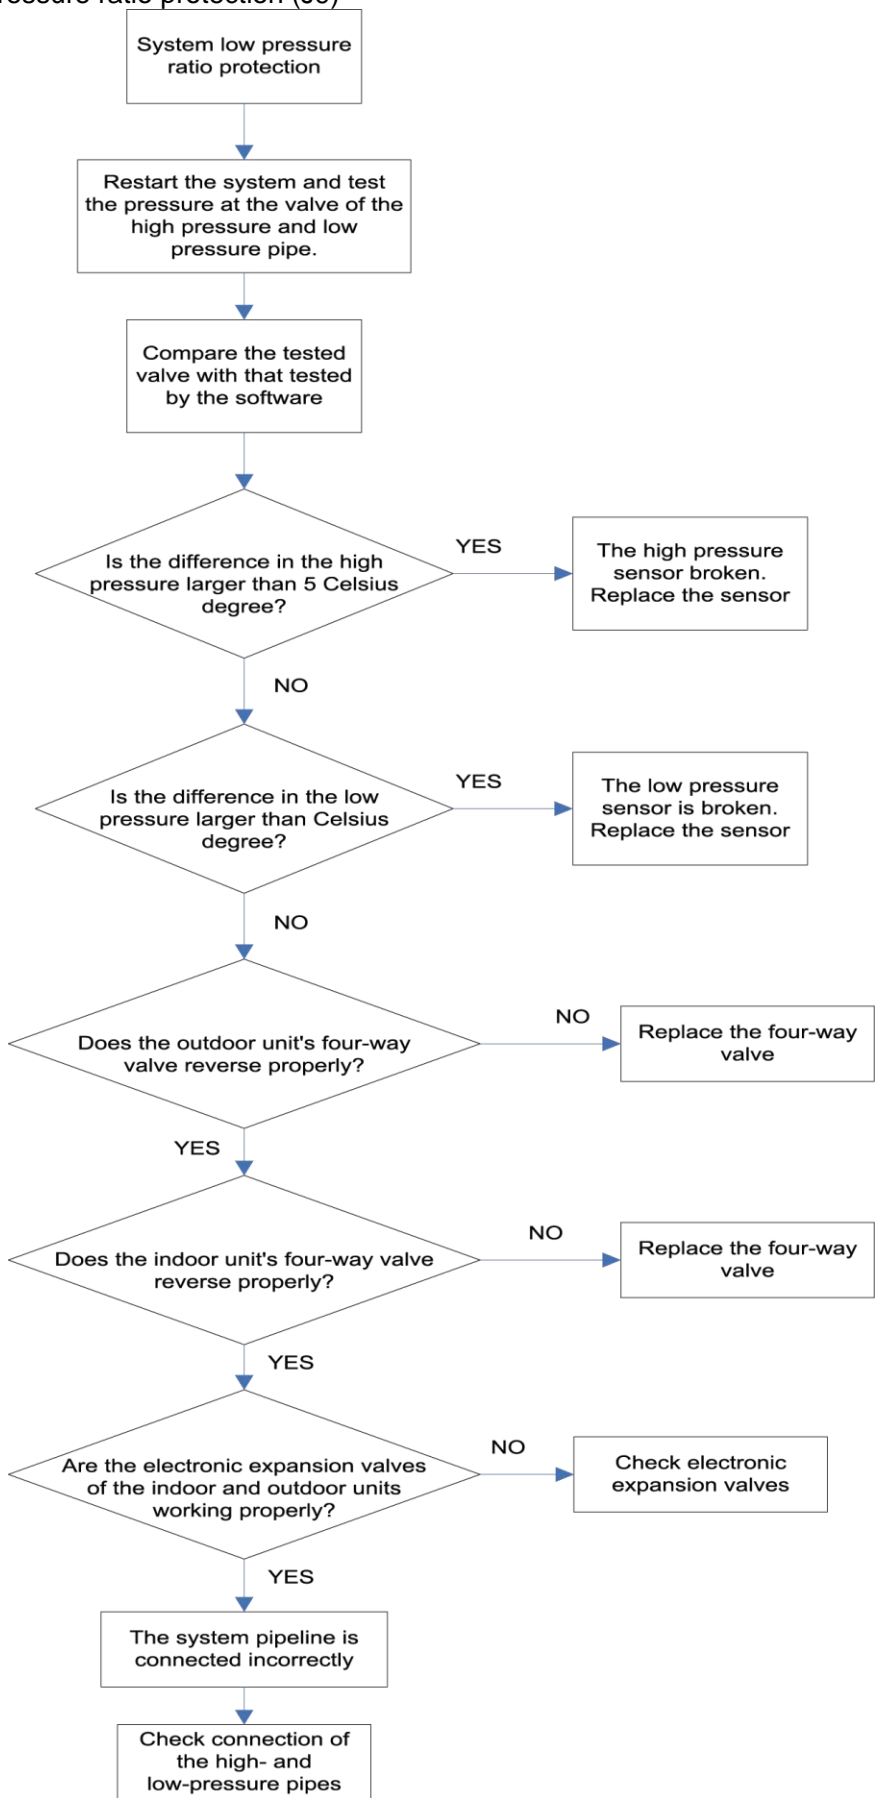 ratio protection
System low pressure
ratio protection
Restart the system and test
the pressure at the valve of the
high pressure and low
pressure pipe.
Compare the tested
valve with that tested
by the software
Is the difference in the high
pressure larger than 5 Celsius
degree?
YES
The high pressure
sensor broken.
Replace the sensor
NO
Is the difference in the low
pressure larger than Celsius
degree?
YES
The low pressure
sensor is broken.
Replace the sensor
NO
Does the outdoor unit's four-way
valve reverse properly?
NO
Replace the four-way
valve
YES
Does the indoor unit's four-way valve
reverse properly?
NO
Replace the four-way
valve
YES
Are the electronic expansion valves
of the indoor and outdoor units
working properly?
NO
Check electronic
expansion valves
YES
The system pipeline is
connected incorrectly
Check connection of
the high- and
low-pressure pipes